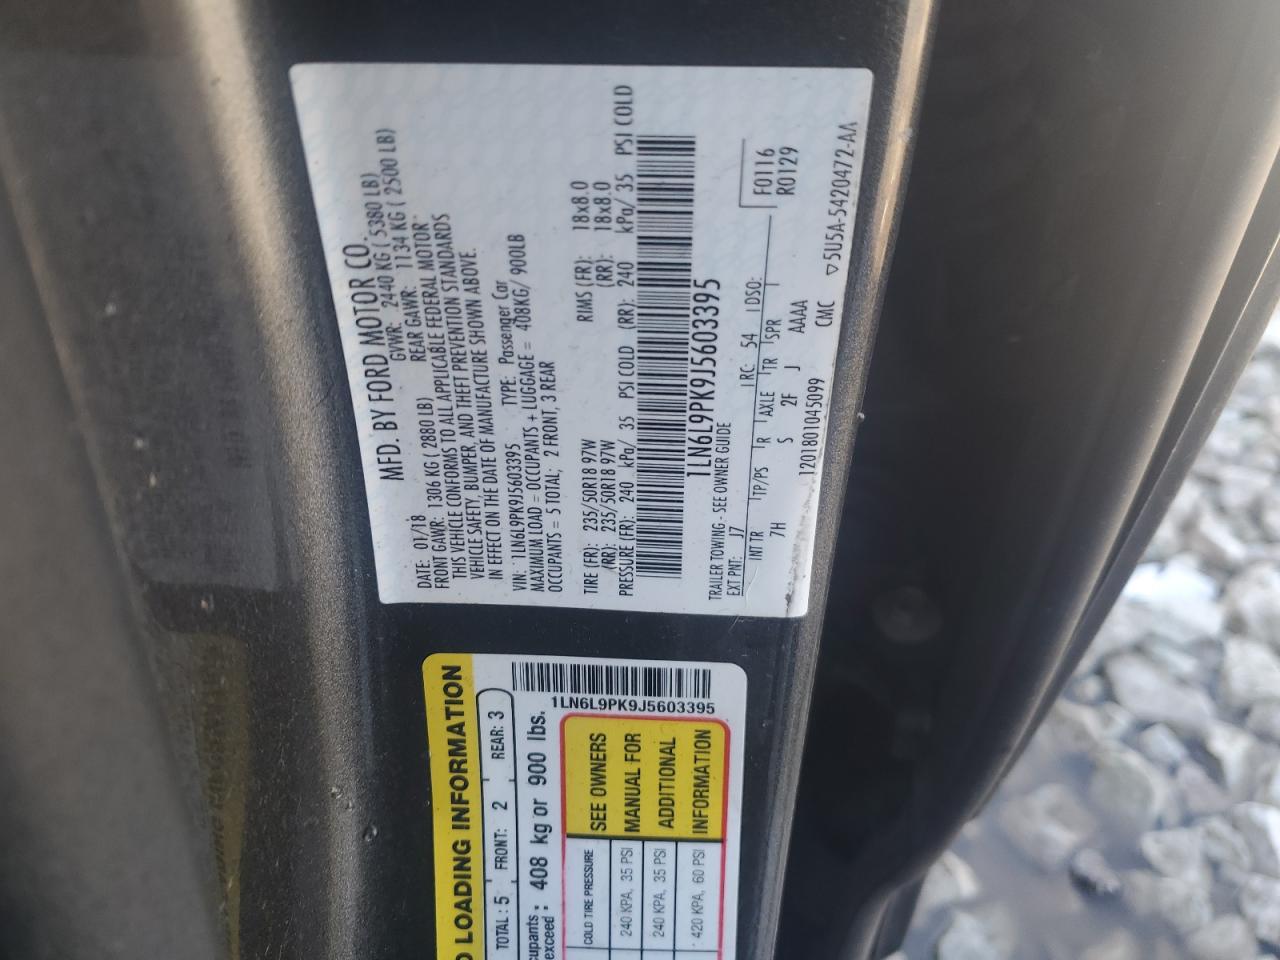 MFD. BY FORD MOTOR CO.
DATE: 01/18 GVWR: 2440 KG ( 5380 LB)
FRONT GAWR: 1306 KG ( 2880 LB) REAR GAWR: 1134 KG ( 2500 LB)
THIS VEHICLE CONFORMS TO ALL APPLICABLE FEDERAL MOTOR
VEHICLE SAFETY, BUMPER, AND THEFT PREVENTION STANDARDS
IN EFFECT ON THE DATE OF MANUFACTURE SHOWN ABOVE.
VIN: 1LN6L9PK9J5603395 TYPE: Passenger Car
MAXIMUM LOAD = OCCUPANTS + LUGGAGE = 408KG/ 900LB
OCCUPANTS = 5 TOTAL; 2 FRONT, 3 REAR
TIRE (FR): 235/50R18 97W RIMS (FR): 18x8.0
(RR): 235/50R18 97W (RR): 18x8.0
PRESSURE (FR): 240 kPa/ 35 PSI COLD (RR): 240 kPa/ 35 PSI COLD
1LN6L9PK9J5603395
TRAILER TOWING - SEE OWNER GUIDE
EXT PNT: J7 RC: 54 DSO:
INT TR TP/PS R AXLE TR SPR
7H S 2F J AAAA
F0116
R0129
1201801045099 CMC ▽5U5A-5420472-AA
LOADING INFORMATION
TOTAL : 5 FRONT: 2 REAR: 3
exceed : 408 kg or 900 lbs.
1LN6L9PK9J5603395
COLD TIRE PRESSURE
240 KPA, 35 PSI
240 KPA, 35 PSI
420 KPA, 60 PSI
SEE OWNERS
MANUAL FOR
ADDITIONAL
INFORMATION